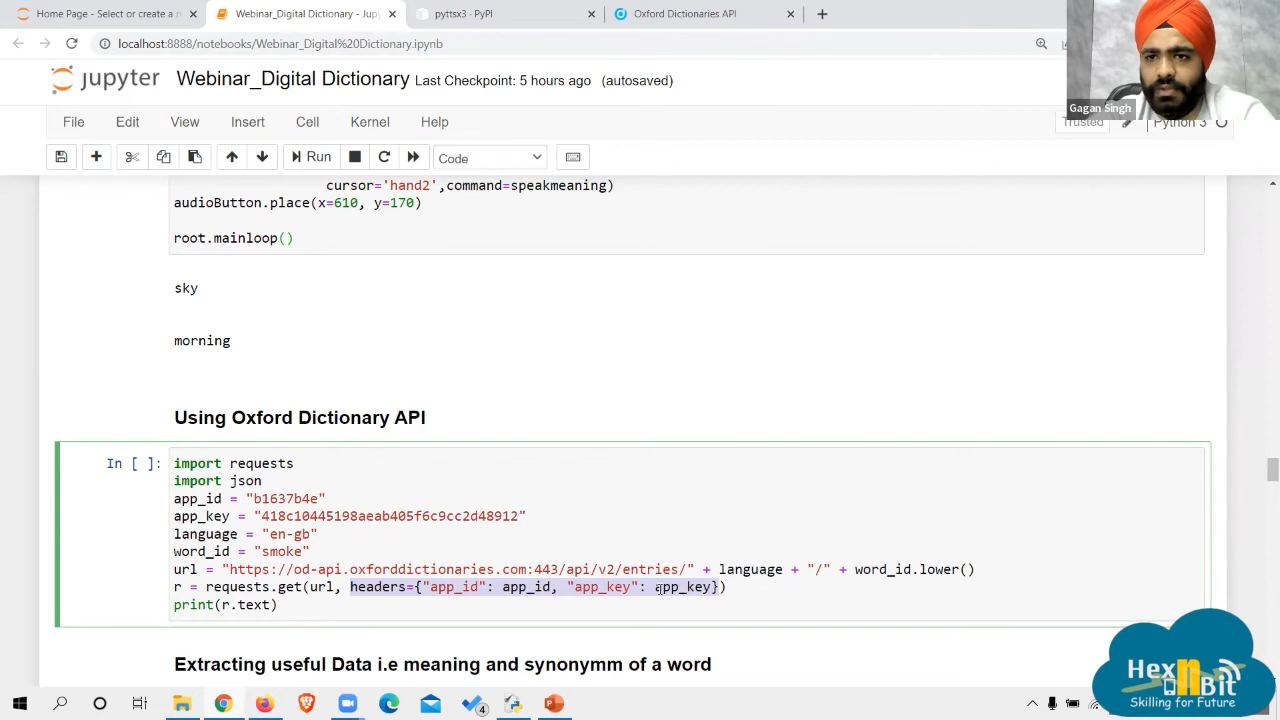 Home Page - Select or create a n
Webinar_Digital Dictionary - Jup
pyttsx3 · PyPI
Oxford Dictionaries API
localhost:8888/notebooks/Webinar_Digital%20Dictionary.ipynb
jupyter Webinar_Digital Dictionary Last Checkpoint: 5 hours ago (autosaved)
Gagan Singh
File Edit View Insert Cell Kernel Help
Trusted Python 3
Run Code
cursor='hand2',command=speakmeaning)
audioButton.place(x=610, y=170)
root.mainloop()
sky
morning
Using Oxford Dictionary API
In [ ]:
import requests
import json
app_id = "b1637b4e"
app_key = "418c10445198aeab405f6c9cc2d48912"
language = "en-gb"
word_id = "smoke"
url = "https://od-api.oxforddictionaries.com:443/api/v2/entries/" + language + "/" + word_id.lower()
r = requests.get(url, headers={"app_id": app_id, "app_key": app_key})
print(r.text)
Extracting useful Data i.e meaning and synonymm of a word
Hex n Bit
Skilling for Future
4